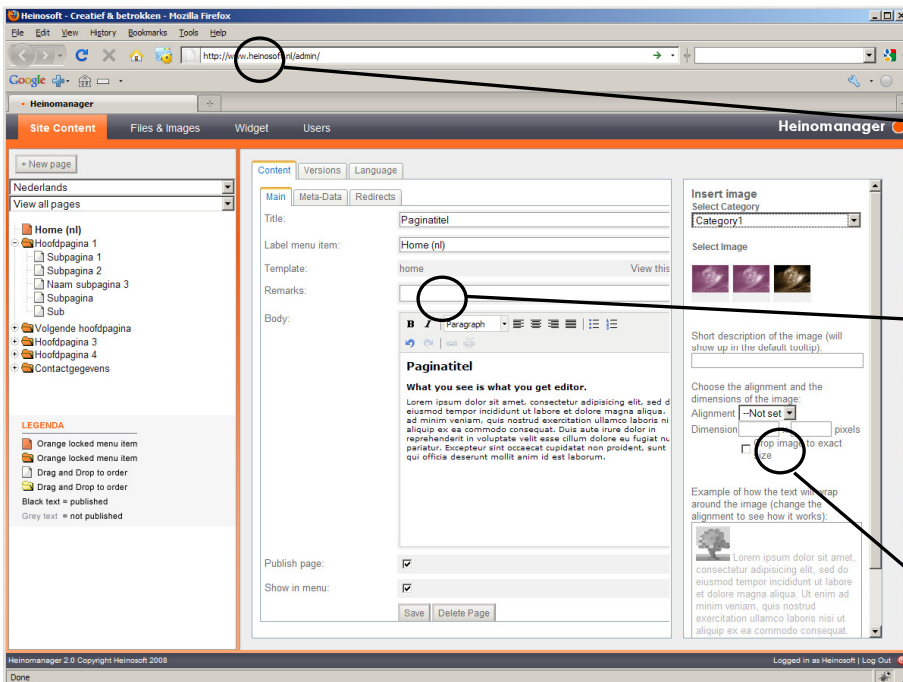 Heinosoft - Creatief & betrokken - Mozilla Firefox
File Edit View History Bookmarks Tools Help
http://www.heinosoft.nl/admin/
Google
Heinomanager
Site Content Files & Images Widget Users Heinomanager
+ New page
Nederlands
View all pages
Home (nl)
Hoofdpagina 1
Subpagina 1
Subpagina 2
Naam subpagina 3
Subpagina
Sub
Volgende hoofdpagina
Hoofdpagina 3
Hoofdpagina 4
Contactgegevens
LEGENDA
Orange locked menu item
Orange locked menu item
Drag and Drop to order
Drag and Drop to order
Black text = published
Grey text = not published
Content Versions Language
Main Meta-Data Redirects
Title: Paginatitel
Label menu item: Home (nl)
Template: home View this
Remarks:
Body:
B I Paragraph
Paginatitel
What you see is what you get editor.
Lorem ipsum dolor sit amet, consectetur adipisicing elit, sed d
eiusmod tempor incididunt ut labore et dolore magna aliqua.
ad minim veniam, quis nostrud exercitation ullamco laboris ni
aliquip ex ea commodo consequat. Duis aute irure dolor in
reprehenderit in voluptate velit esse cillum dolore eu fugiat nu
pariatur. Excepteur sint occaecat cupidatat non proident, sunt
qui officia deserunt mollit anim id est laborum.
Publish page:
Show in menu:
Save Delete Page
Insert image
Select Category
Category1
Select Image
Short description of the image (will
show up in the default tooltip):
Choose the alignment and the
dimensions of the image:
Alignment --Not set
Dimension x pixels
Crop image to exact
size
Example of how the text will wrap
around the image (change the
alignment to see how it works):
Lorem ipsum dolor sit amet,
consectetur adipisicing elit, sed do
eiusmod tempor incididunt ut labore
et dolore magna aliqua. Ut enim ad
minim veniam, quis nostrud
exercitation ullamco laboris nisi ut
aliquip ex ea commodo consequat.
Heinomanager 2.0 Copyright Heinosoft 2008 Logged in as Heinosoft | Log Out
Done